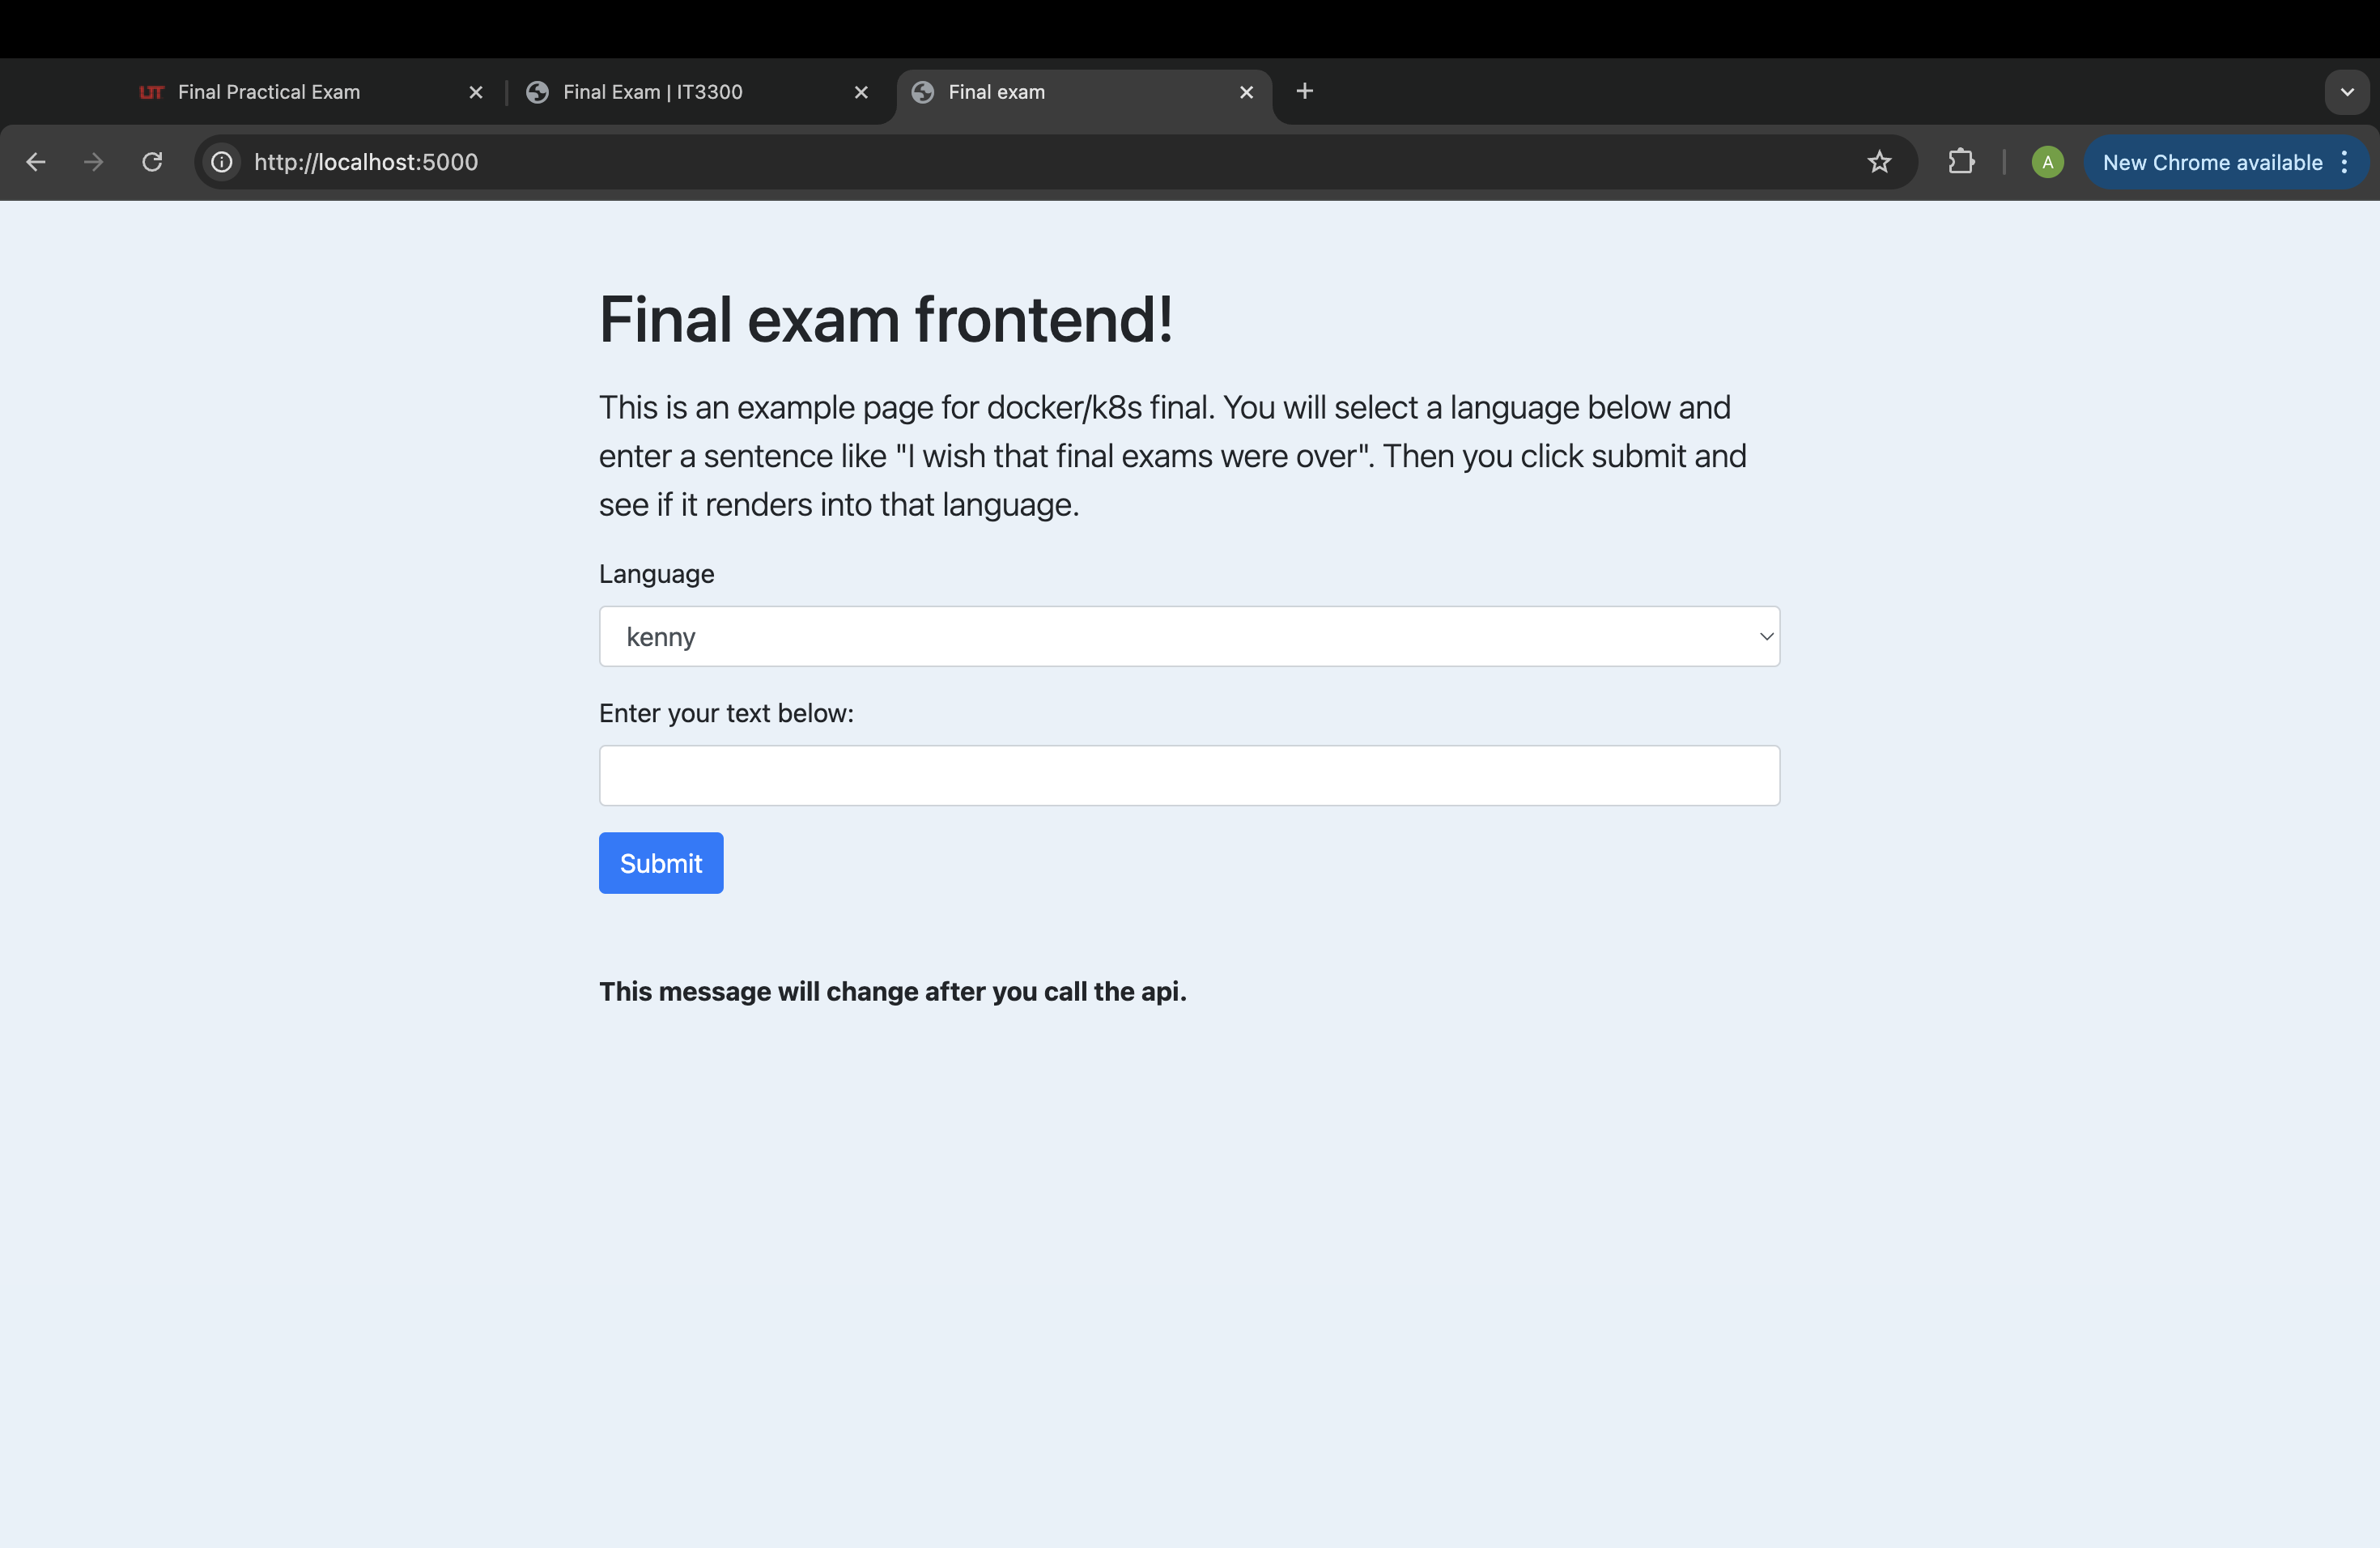 UT Final Practical Exam
Final Exam | IT3300
Final exam
http://localhost:5000
A
New Chrome available
Final exam frontend!
This is an example page for docker/k8s final. You will select a language below and
enter a sentence like "I wish that final exams were over". Then you click submit and
see if it renders into that language.
Language
kenny
Enter your text below:
Submit
This message will change after you call the api.